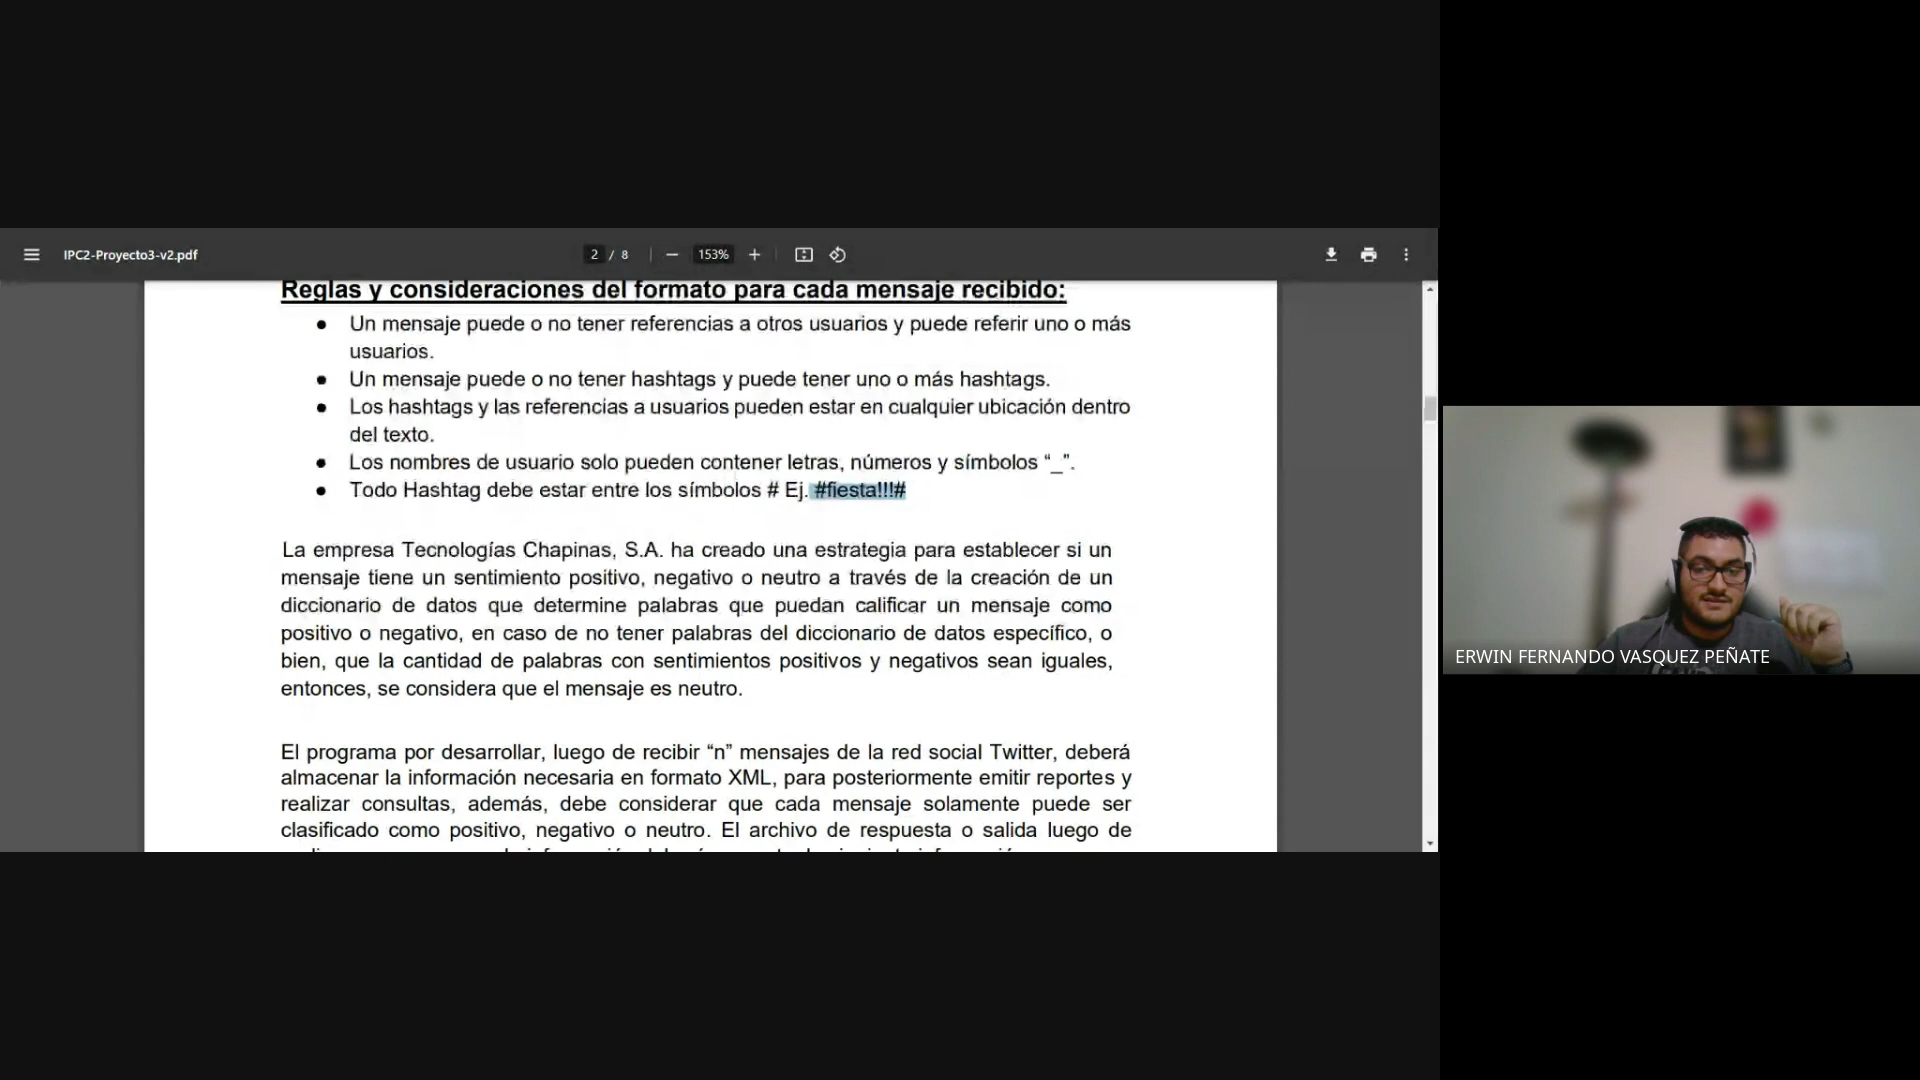 IPC2-Proyecto3-v2.pdf
2 / 8
153%
Reglas y consideraciones del formato para cada mensaje recibido:
● Un mensaje puede o no tener referencias a otros usuarios y puede referir uno o más
usuarios.
● Un mensaje puede o no tener hashtags y puede tener uno o más hashtags.
● Los hashtags y las referencias a usuarios pueden estar en cualquier ubicación dentro
del texto.
● Los nombres de usuario solo pueden contener letras, números y símbolos “_”.
● Todo Hashtag debe estar entre los símbolos # Ej. #fiesta!!!#
La empresa Tecnologías Chapinas, S.A. ha creado una estrategia para establecer si un
mensaje tiene un sentimiento positivo, negativo o neutro a través de la creación de un
diccionario de datos que determine palabras que puedan calificar un mensaje como
positivo o negativo, en caso de no tener palabras del diccionario de datos específico, o
bien, que la cantidad de palabras con sentimientos positivos y negativos sean iguales,
entonces, se considera que el mensaje es neutro.
El programa por desarrollar, luego de recibir “n” mensajes de la red social Twitter, deberá
almacenar la información necesaria en formato XML, para posteriormente emitir reportes y
realizar consultas, además, debe considerar que cada mensaje solamente puede ser
clasificado como positivo, negativo o neutro. El archivo de respuesta o salida luego de
ERWIN FERNANDO VASQUEZ PEÑATE